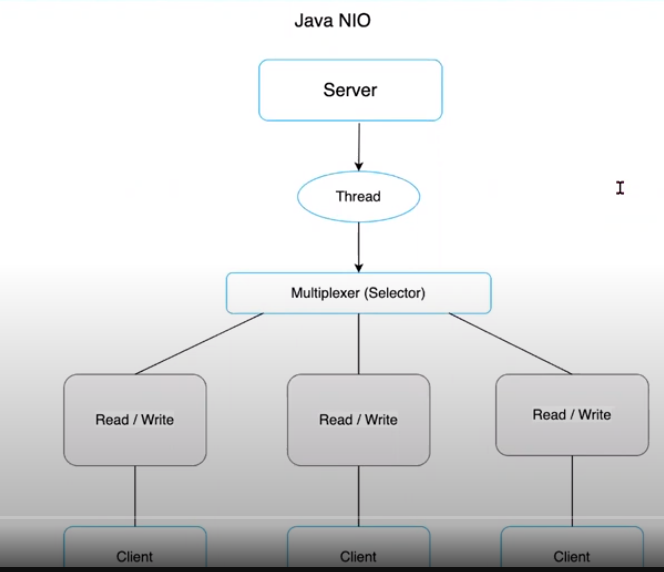 Java NIO
Server
Thread
Multiplexer (Selector)
Read / Write
Read / Write
Read / Write
Client
Client
Client